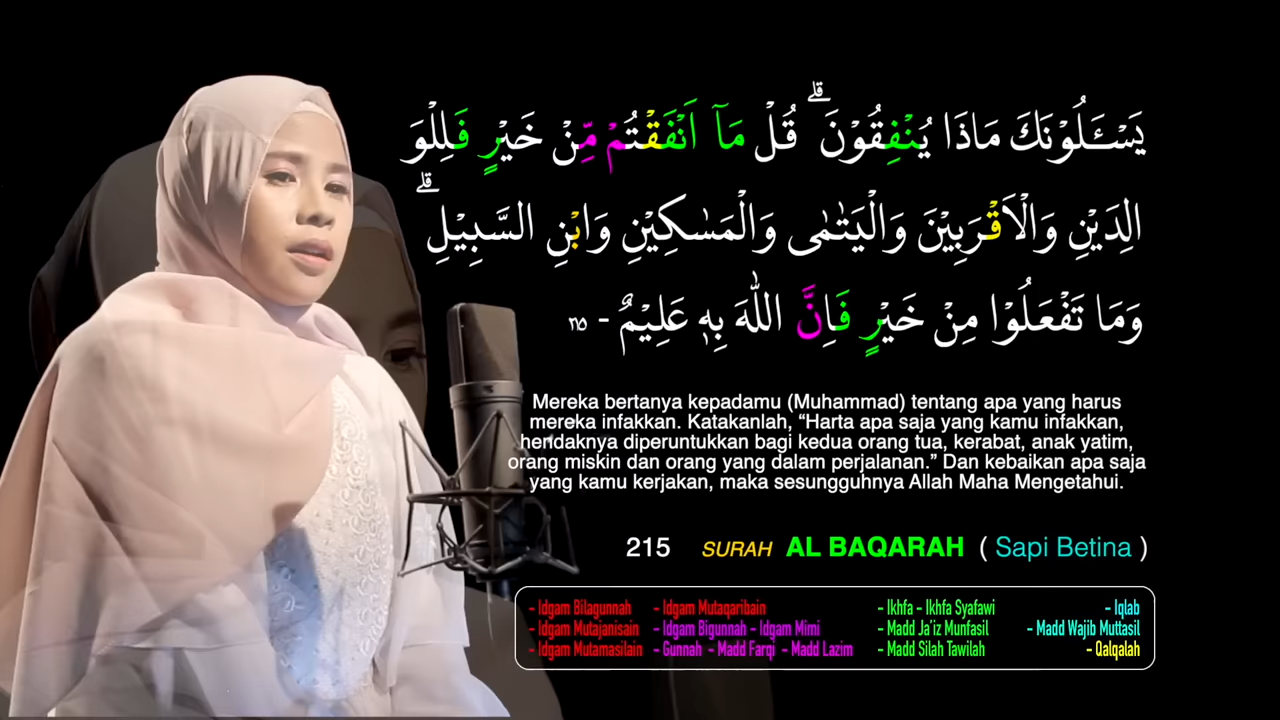 يَسْـَٔلُوْنَكَ مَاذَا يُنْفِقُوْنَ ۗ قُلْ مَآ اَنْفَقْتُمْ مِّنْ خَيْرٍ فَلِلْوَ
الِدَيْنِ وَالْاَقْرَبِيْنَ وَالْيَتٰمٰى وَالْمَسٰكِيْنِ وَابْنِ السَّبِيْلِ ۗ
وَمَا تَفْعَلُوْا مِنْ خَيْرٍ فَاِنَّ اللّٰهَ بِهٖ عَلِيْمٌ - ٢١٥
Mereka bertanya kepadamu (Muhammad) tentang apa yang harus
mereka infakkan. Katakanlah, “Harta apa saja yang kamu infakkan,
hendaknya diperuntukkan bagi kedua orang tua, kerabat, anak yatim,
orang miskin dan orang yang dalam perjalanan.” Dan kebaikan apa saja
yang kamu kerjakan, maka sesungguhnya Allah Maha Mengetahui.
215 SURAH AL BAQARAH ( Sapi Betina )
- Idgam Bilagunnah - Idgam Mutaqaribain - Ikhfa - Ikhfa Syafawi - Iqlab
- Idgam Mutajanisain - Idgam Bigunnah - Idgam Mimi - Madd Ja'iz Munfasil - Madd Wajib Muttasil
- Idgam Mutamasilain - Gunnah - Madd Farqi - Madd Lazim - Madd Silah Tawilah - Qalqalah